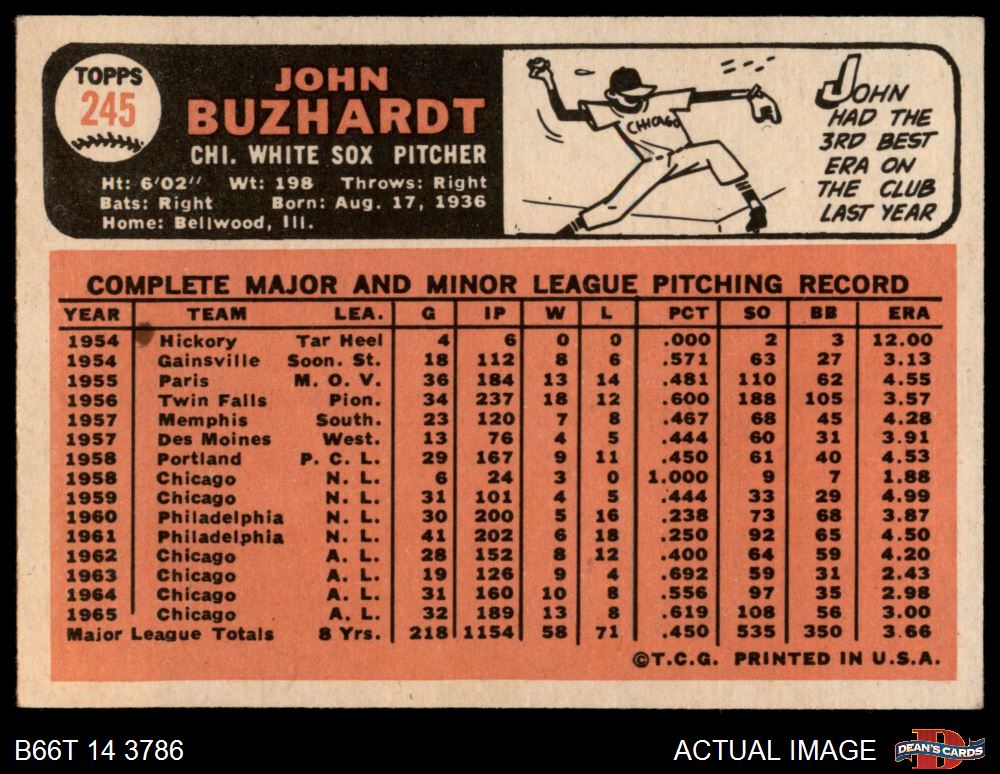 TOPPS
245
JOHN
BUZHARDT
CHI. WHITE SOX PITCHER
Ht: 6'02" Wt: 198 Throws: Right
Bats: Right Born: Aug. 17, 1936
Home: Bellwood, Ill.
CHICAGO
JOHN
HAD THE
3RD BEST
ERA ON
THE CLUB
LAST YEAR
COMPLETE MAJOR AND MINOR LEAGUE PITCHING RECORD
YEAR TEAM LEA. G IP W L PCT SO BB ERA
1954 Hickory Tar Heel 4 6 0 0 .000 2 3 12.00
1954 Gainsville Soon. St. 18 112 8 6 .571 63 27 3.13
1955 Paris M. O. V. 36 184 13 14 .481 110 62 4.55
1956 Twin Falls Pion. 34 237 18 12 .600 188 105 3.57
1957 Memphis South. 23 120 7 8 .467 68 45 4.28
1957 Des Moines West. 13 76 4 5 .444 60 31 3.91
1958 Portland P. C. L. 29 167 9 11 .450 61 40 4.53
1958 Chicago N. L. 6 24 3 0 1.000 9 7 1.88
1959 Chicago N. L. 31 101 4 5 .444 33 29 4.99
1960 Philadelphia N. L. 30 200 5 16 .238 73 68 3.87
1961 Philadelphia N. L. 41 202 6 18 .250 92 65 4.50
1962 Chicago A. L. 28 152 8 12 .400 64 59 4.20
1963 Chicago A. L. 19 126 9 4 .692 59 31 2.43
1964 Chicago A. L. 31 160 10 8 .556 97 35 2.98
1965 Chicago A. L. 32 189 13 8 .619 108 56 3.00
Major League Totals 8 Yrs. 218 1154 58 71 .450 535 350 3.66
©T.C.G. PRINTED IN U.S.A.
B66T 14 3786
ACTUAL IMAGE
DEAN'S CARDS